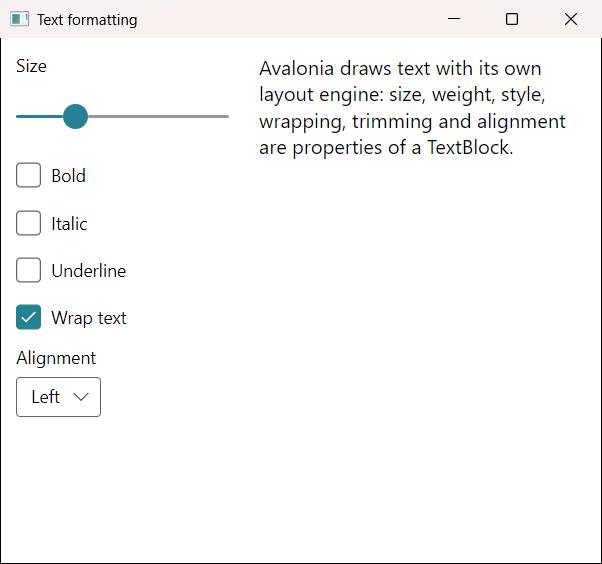 Text formatting
Size
Bold
Italic
Underline
Wrap text
Alignment
Left
Avalonia draws text with its own
layout engine: size, weight, style,
wrapping, trimming and alignment
are properties of a TextBlock.